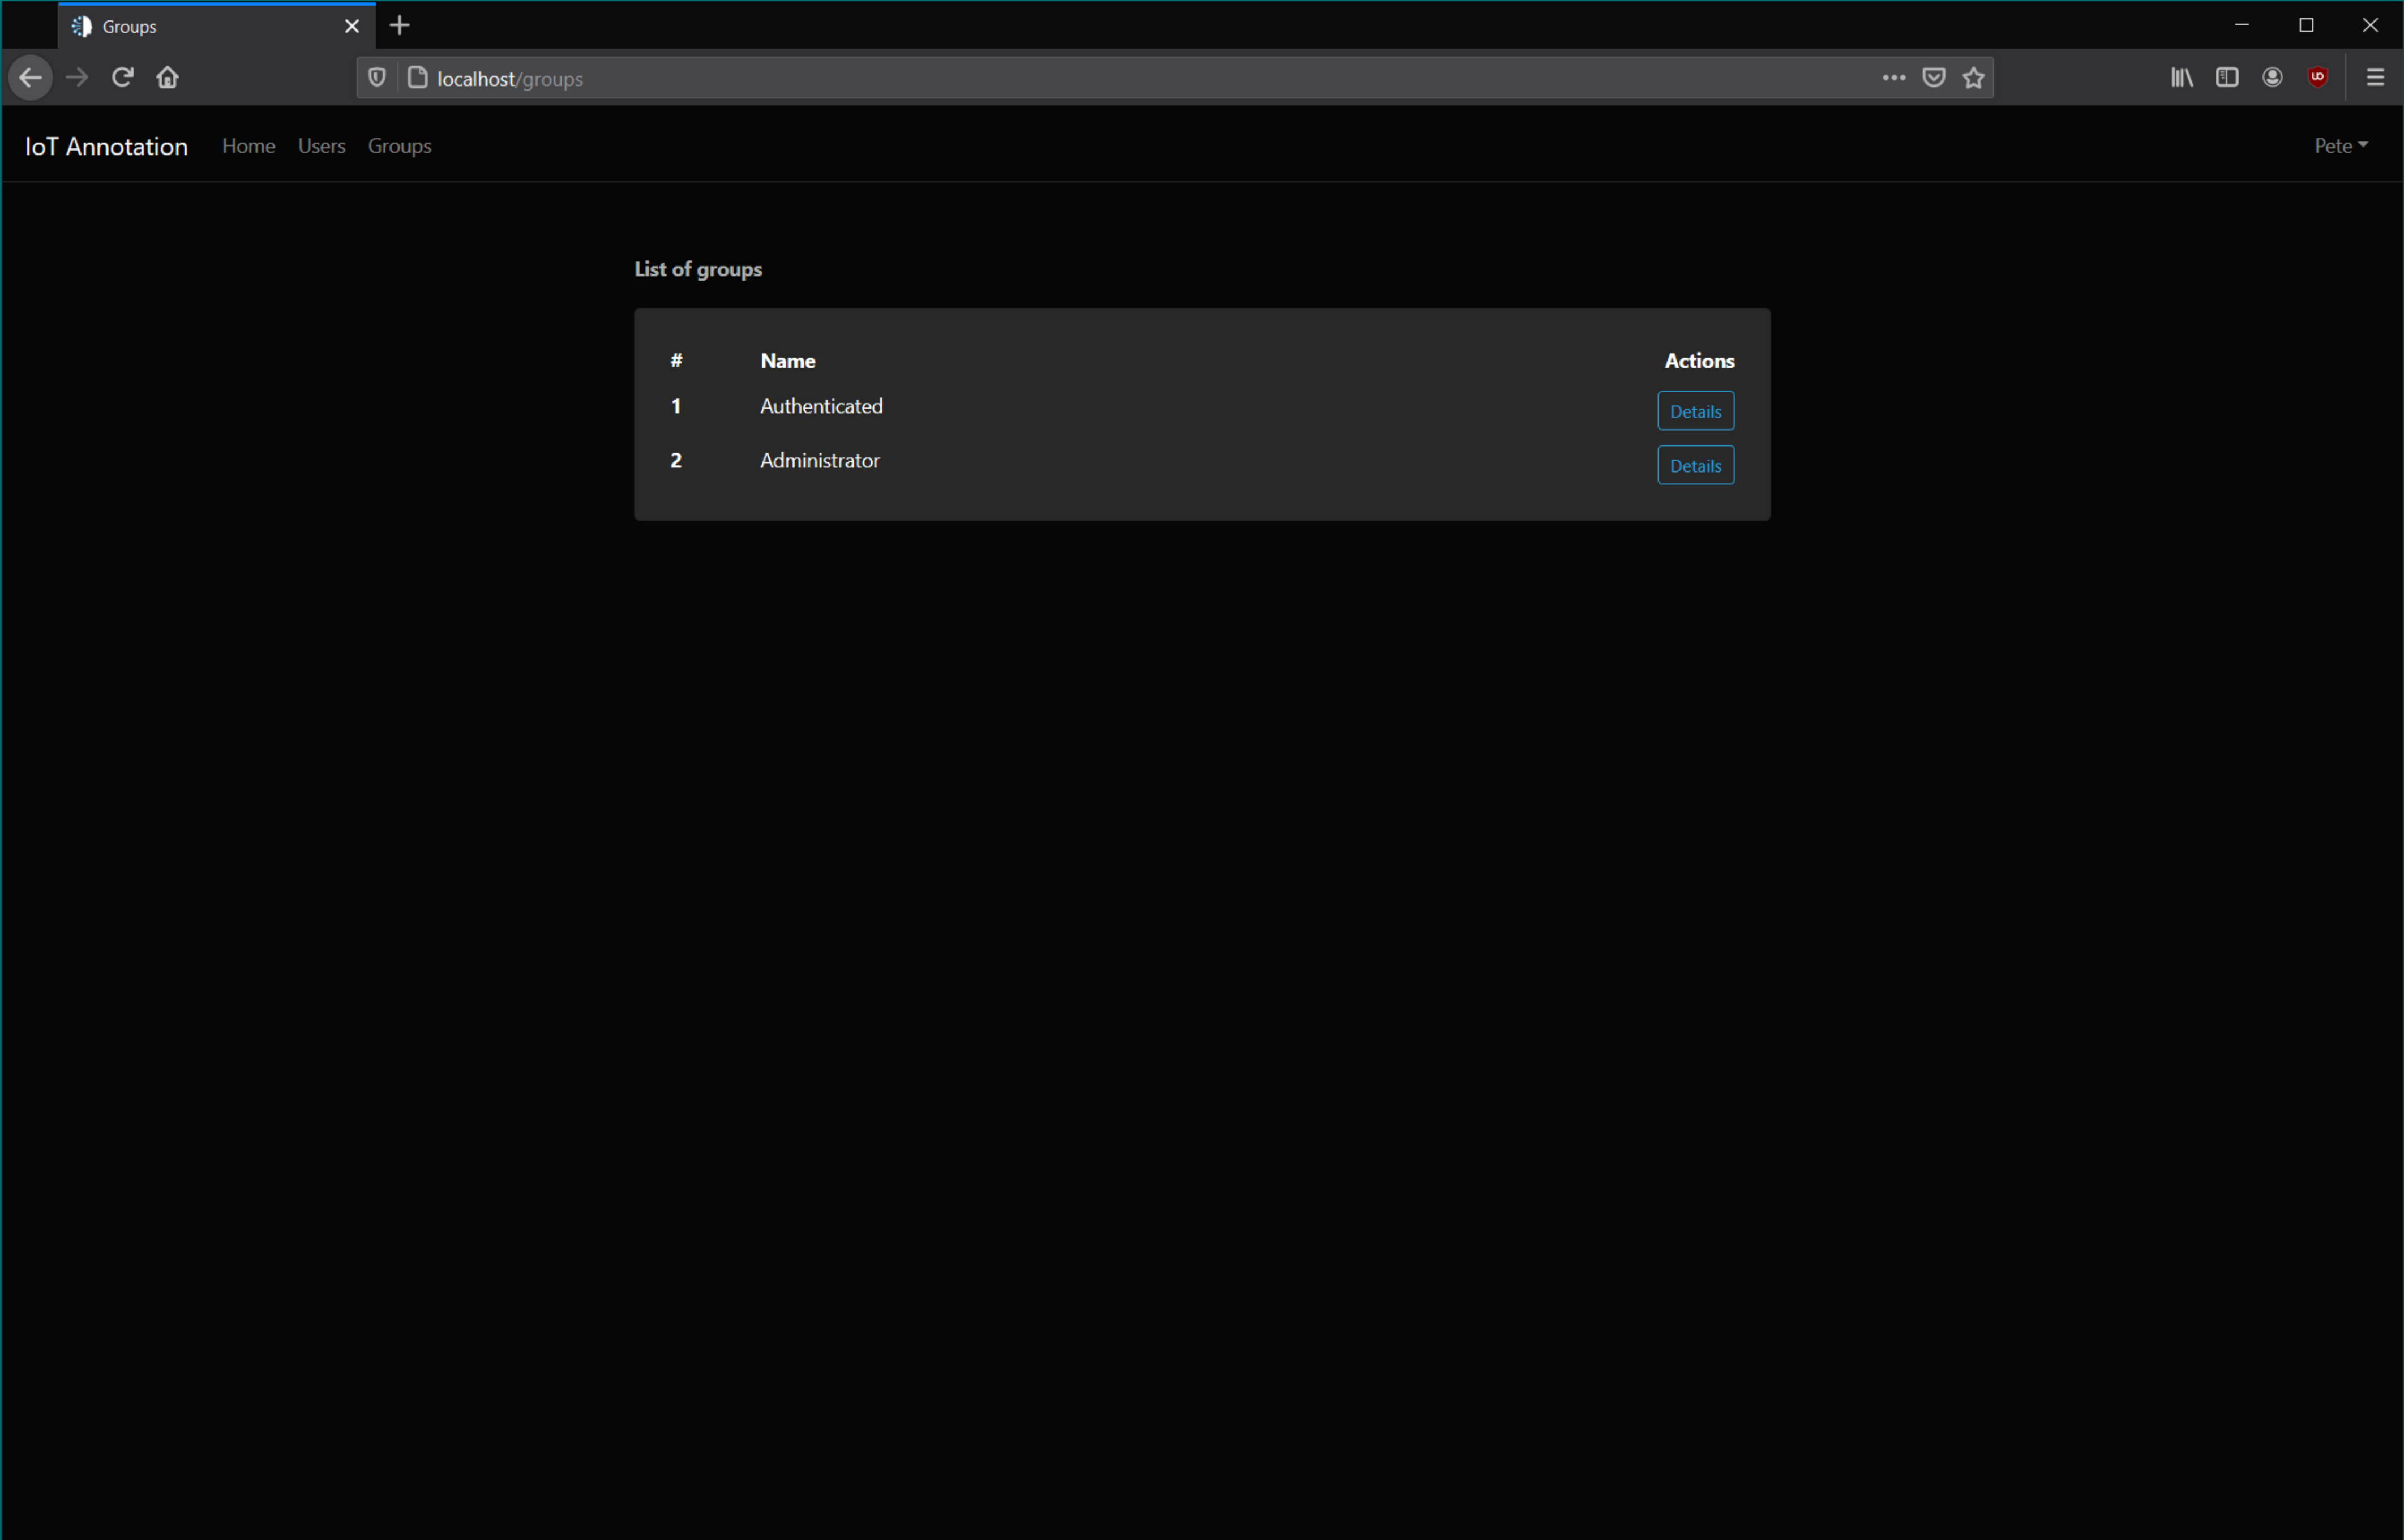 Groups
localhost/groups
IoT Annotation Home Users Groups Pete
List of groups
# Name Actions
1 Authenticated Details
2 Administrator Details